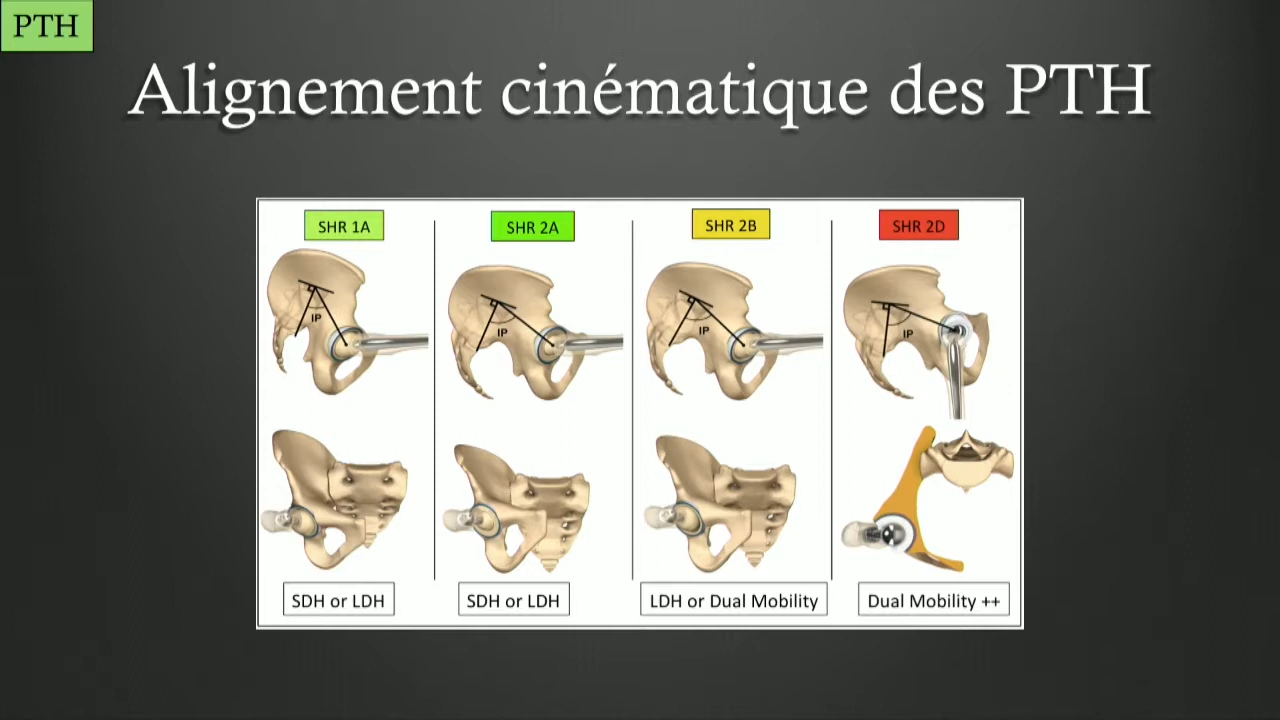 PTH
Alignement cinématique des PTH
SHR 1A
SHR 2A
SHR 2B
SHR 2D
IP
IP
IP
IP
SDH or LDH
SDH or LDH
LDH or Dual Mobility
Dual Mobility ++